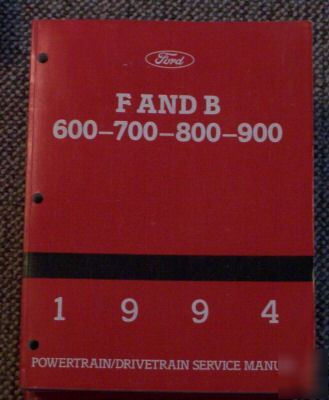 Ford
F AND B
600-700-800-900
1 9 9 4
POWERTRAIN/DRIVETRAIN SERVICE MANU